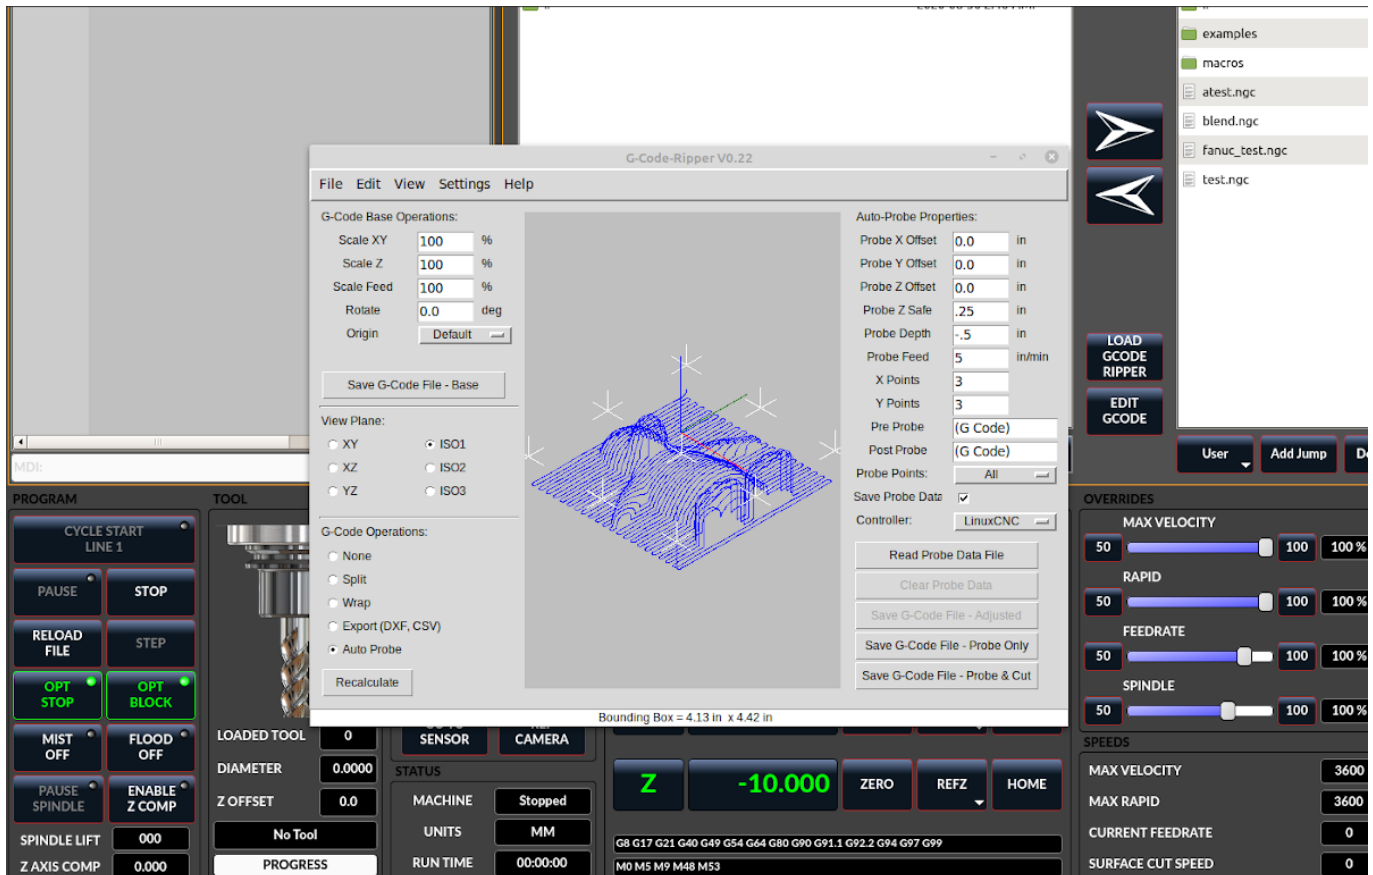 examples
macros
atest.ngc
blend.ngc
fanuc_test.ngc
test.ngc
LOAD
GCODE
RIPPER
EDIT
GCODE
User
Add Jump
G-Code-Ripper V0.22
File Edit View Settings Help
G-Code Base Operations:
Scale XY 100 %
Scale Z 100 %
Scale Feed 100 %
Rotate 0.0 deg
Origin Default
Save G-Code File - Base
View Plane:
XY ISO1
XZ ISO2
YZ ISO3
G-Code Operations:
None
Split
Wrap
Export (DXF, CSV)
Auto Probe
Recalculate
Auto-Probe Properties:
Probe X Offset 0.0 in
Probe Y Offset 0.0 in
Probe Z Offset 0.0 in
Probe Z Safe .25 in
Probe Depth -.5 in
Probe Feed 5 in/min
X Points 3
Y Points 3
Pre Probe (G Code)
Post Probe (G Code)
Probe Points: All
Save Probe Data
Controller: LinuxCNC
Read Probe Data File
Clear Probe Data
Save G-Code File - Adjusted
Save G-Code File - Probe Only
Save G-Code File - Probe & Cut
Bounding Box = 4.13 in x 4.42 in
MDI:
PROGRAM
CYCLE START
LINE 1
PAUSE STOP
RELOAD
FILE
STEP
OPT
STOP
OPT
BLOCK
MIST
OFF
FLOOD
OFF
PAUSE
SPINDLE
ENABLE
Z COMP
SPINDLE LIFT 000
Z AXIS COMP 0.000
TOOL
LOADED TOOL 0
DIAMETER 0.0000
Z OFFSET 0.0
No Tool
PROGRESS
SENSOR
CAMERA
STATUS
MACHINE Stopped
UNITS MM
RUN TIME 00:00:00
Z -10.000 ZERO REFZ HOME
G8 G17 G21 G40 G49 G54 G64 G80 G90 G91.1 G92.2 G94 G97 G99
M0 M5 M9 M48 M53
OVERRIDES
MAX VELOCITY
50 100 100 %
RAPID
50 100 100 %
FEEDRATE
50 100 100 %
SPINDLE
50 100 100 %
SPEEDS
MAX VELOCITY 3600
MAX RAPID 3600
CURRENT FEEDRATE 0
SURFACE CUT SPEED 0